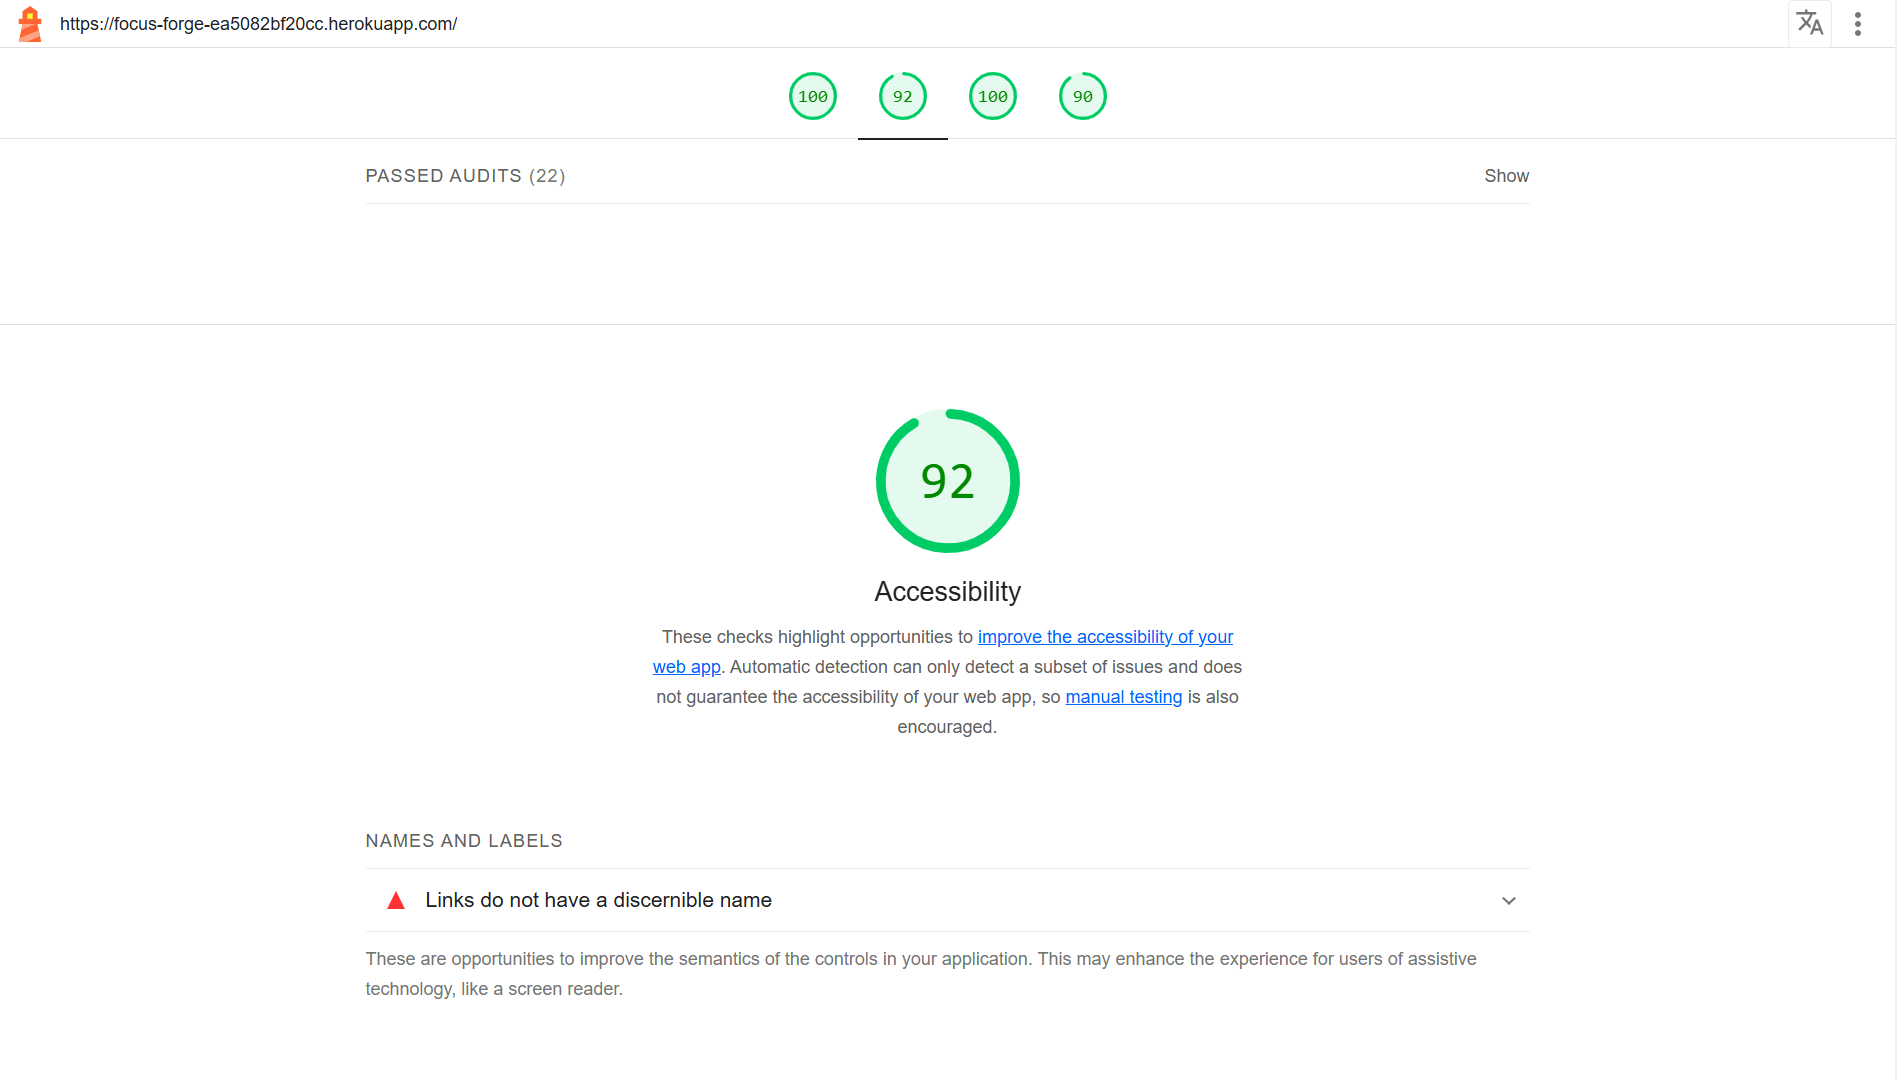 https://focus-forge-ea5082bf20cc.herokuapp.com/
100 92 100 90
PASSED AUDITS (22) Show
92
Accessibility
These checks highlight opportunities to improve the accessibility of your
web app. Automatic detection can only detect a subset of issues and does
not guarantee the accessibility of your web app, so manual testing is also
encouraged.
NAMES AND LABELS
Links do not have a discernible name
These are opportunities to improve the semantics of the controls in your application. This may enhance the experience for users of assistive
technology, like a screen reader.